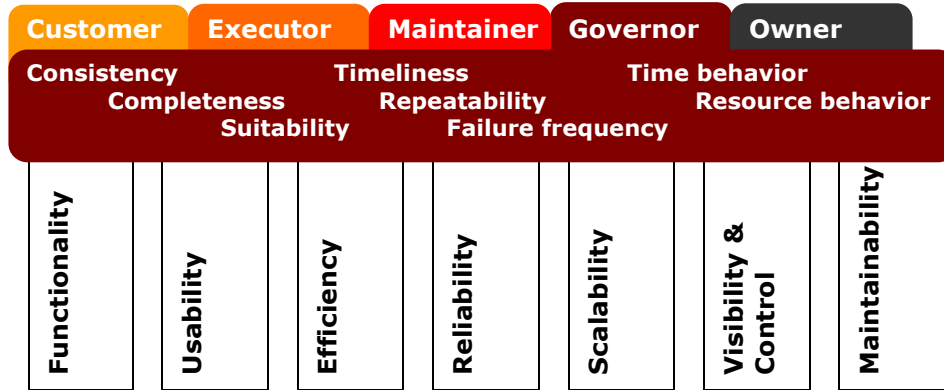 Customer Executor Maintainer Governor Owner
Consistency Timeliness Time behavior
Completeness Repeatability Resource behavior
Suitability Failure frequency
Functionality
Usability
Efficiency
Reliability
Scalability
Visibility &
Control
Maintainability